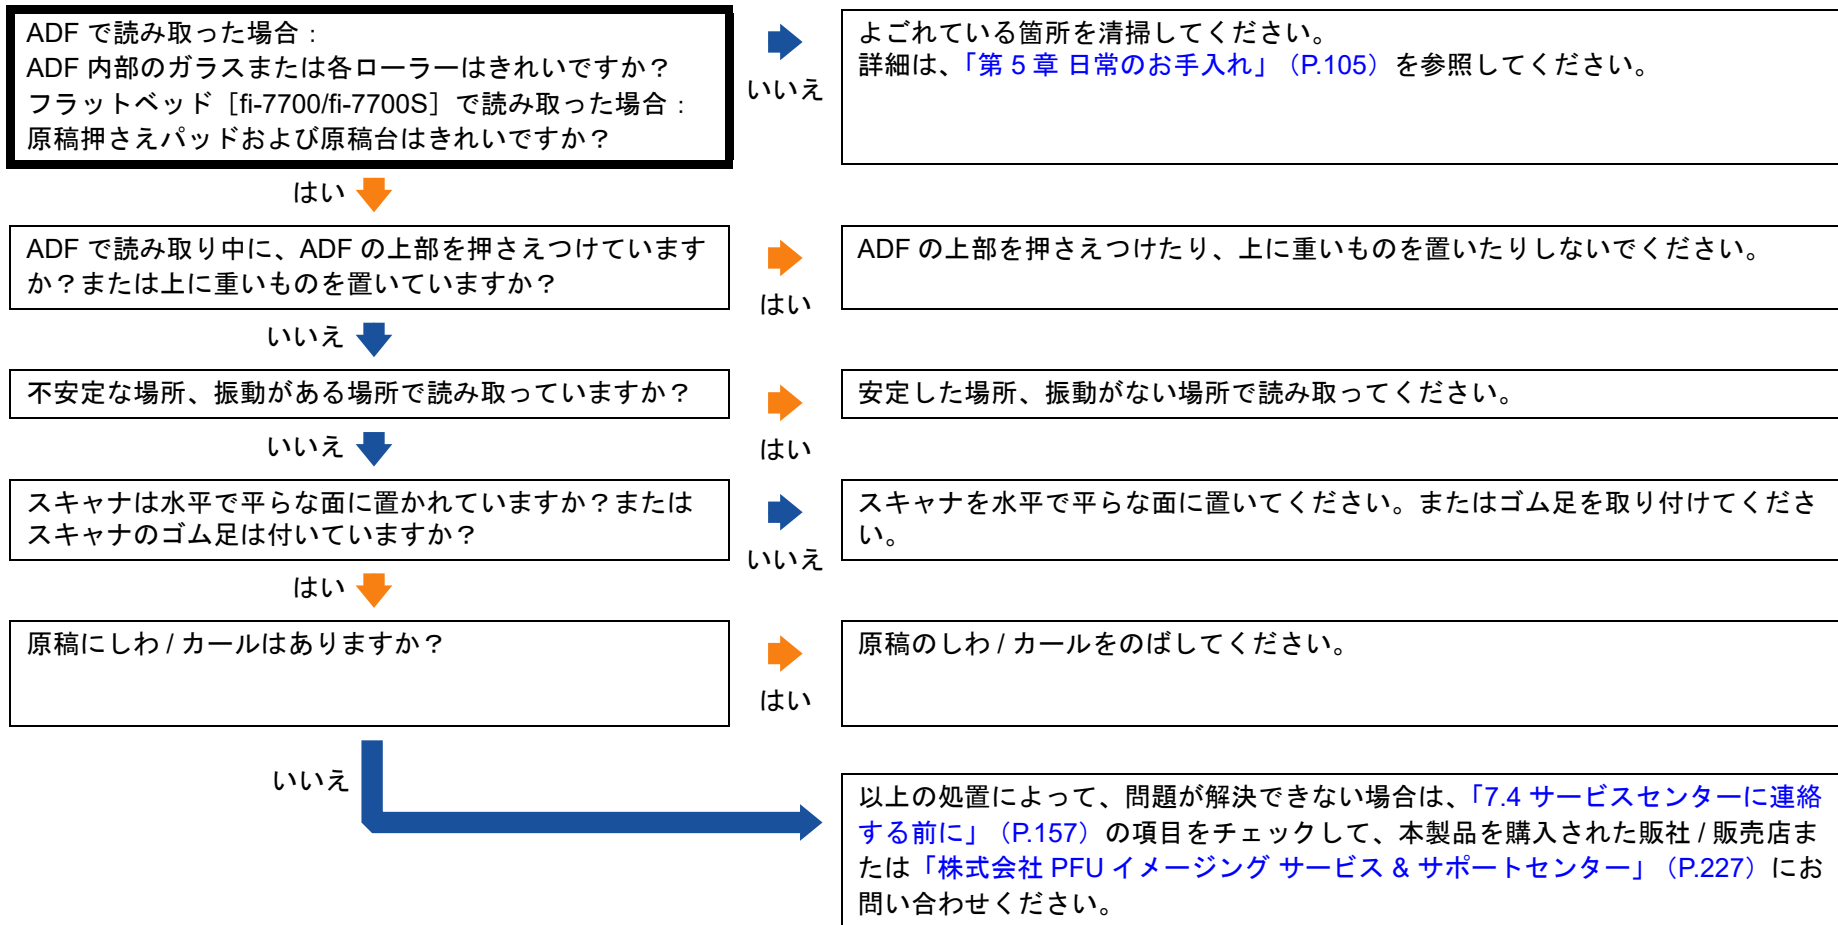 ADF で読み取った場合：
ADF 内部のガラスまたは各ローラーはきれいですか？
フラットベッド［fi-7700/fi-7700S］で読み取った場合：
原稿押さえパッドおよび原稿台はきれいですか？
いいえ
よごれている箇所を清掃してください。
詳細は、「第 5 章 日常のお手入れ」（P.105）を参照してください。
はい
ADF で読み取り中に、ADF の上部を押さえつけています
か？または上に重いものを置いていますか？
はい
ADF の上部を押さえつけたり、上に重いものを置いたりしないでください。
いいえ
不安定な場所、振動がある場所で読み取っていますか？
はい
安定した場所、振動がない場所で読み取ってください。
いいえ
スキャナは水平で平らな面に置かれていますか？または
スキャナのゴム足は付いていますか？
いいえ
スキャナを水平で平らな面に置いてください。またはゴム足を取り付けてくださ
い。
はい
原稿にしわ / カールはありますか？
はい
原稿のしわ / カールをのばしてください。
いいえ
以上の処置によって、問題が解決できない場合は、「7.4 サービスセンターに連絡
する前に」（P.157）の項目をチェックして、本製品を購入された販社 / 販売店ま
たは「株式会社 PFU イメージング サービス & サポートセンター」（P.227）にお
問い合わせください。